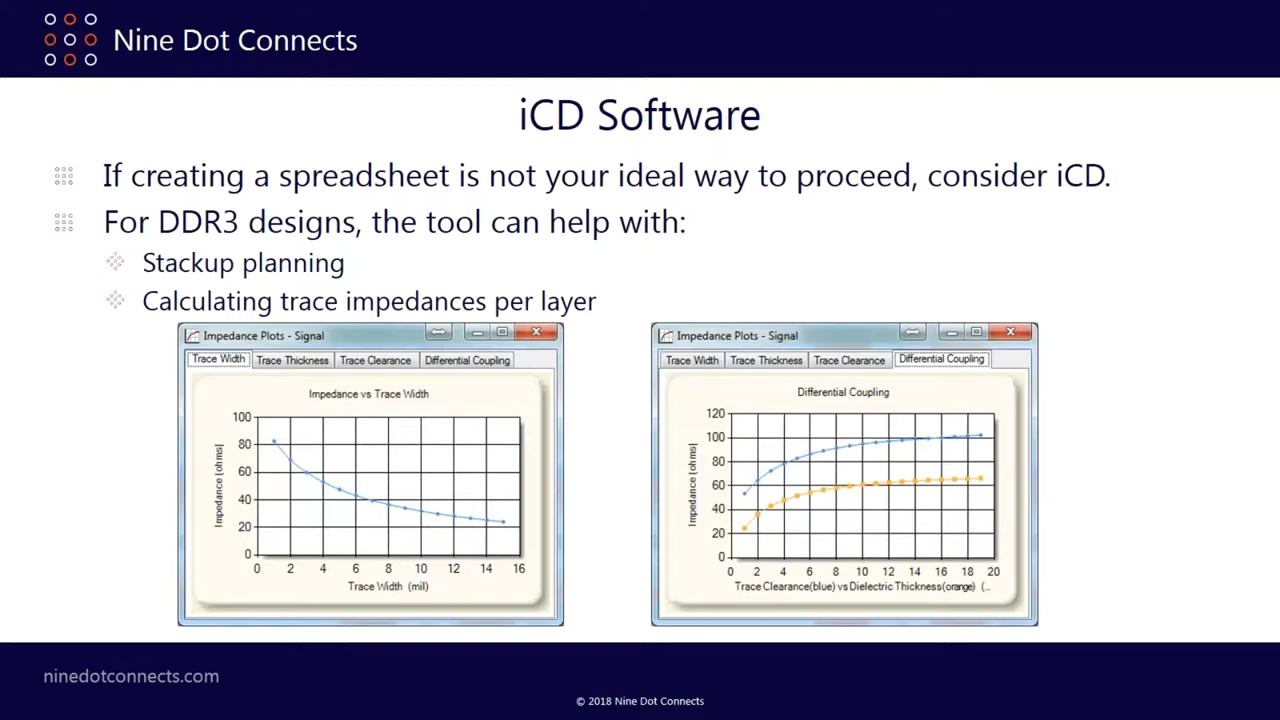 Nine Dot Connects
iCD Software
If creating a spreadsheet is not your ideal way to proceed, consider iCD.
For DDR3 designs, the tool can help with:
Stackup planning
Calculating trace impedances per layer
Impedance Plots - Signal
Trace Width Trace Thickness Trace Clearance Differential Coupling
Impedance vs Trace Width
100
80
60
40
20
0
Impedance (ohms)
0 2 4 6 8 10 12 14 16
Trace Width (mil)
Impedance Plots - Signal
Trace Width Trace Thickness Trace Clearance Differential Coupling
Differential Coupling
120
100
80
60
40
20
0
Impedance (ohms)
0 2 4 6 8 10 12 14 16 18 20
Trace Clearance(blue) vs Dielectric Thickness(orange) (...
ninedotconnects.com
© 2018 Nine Dot Connects